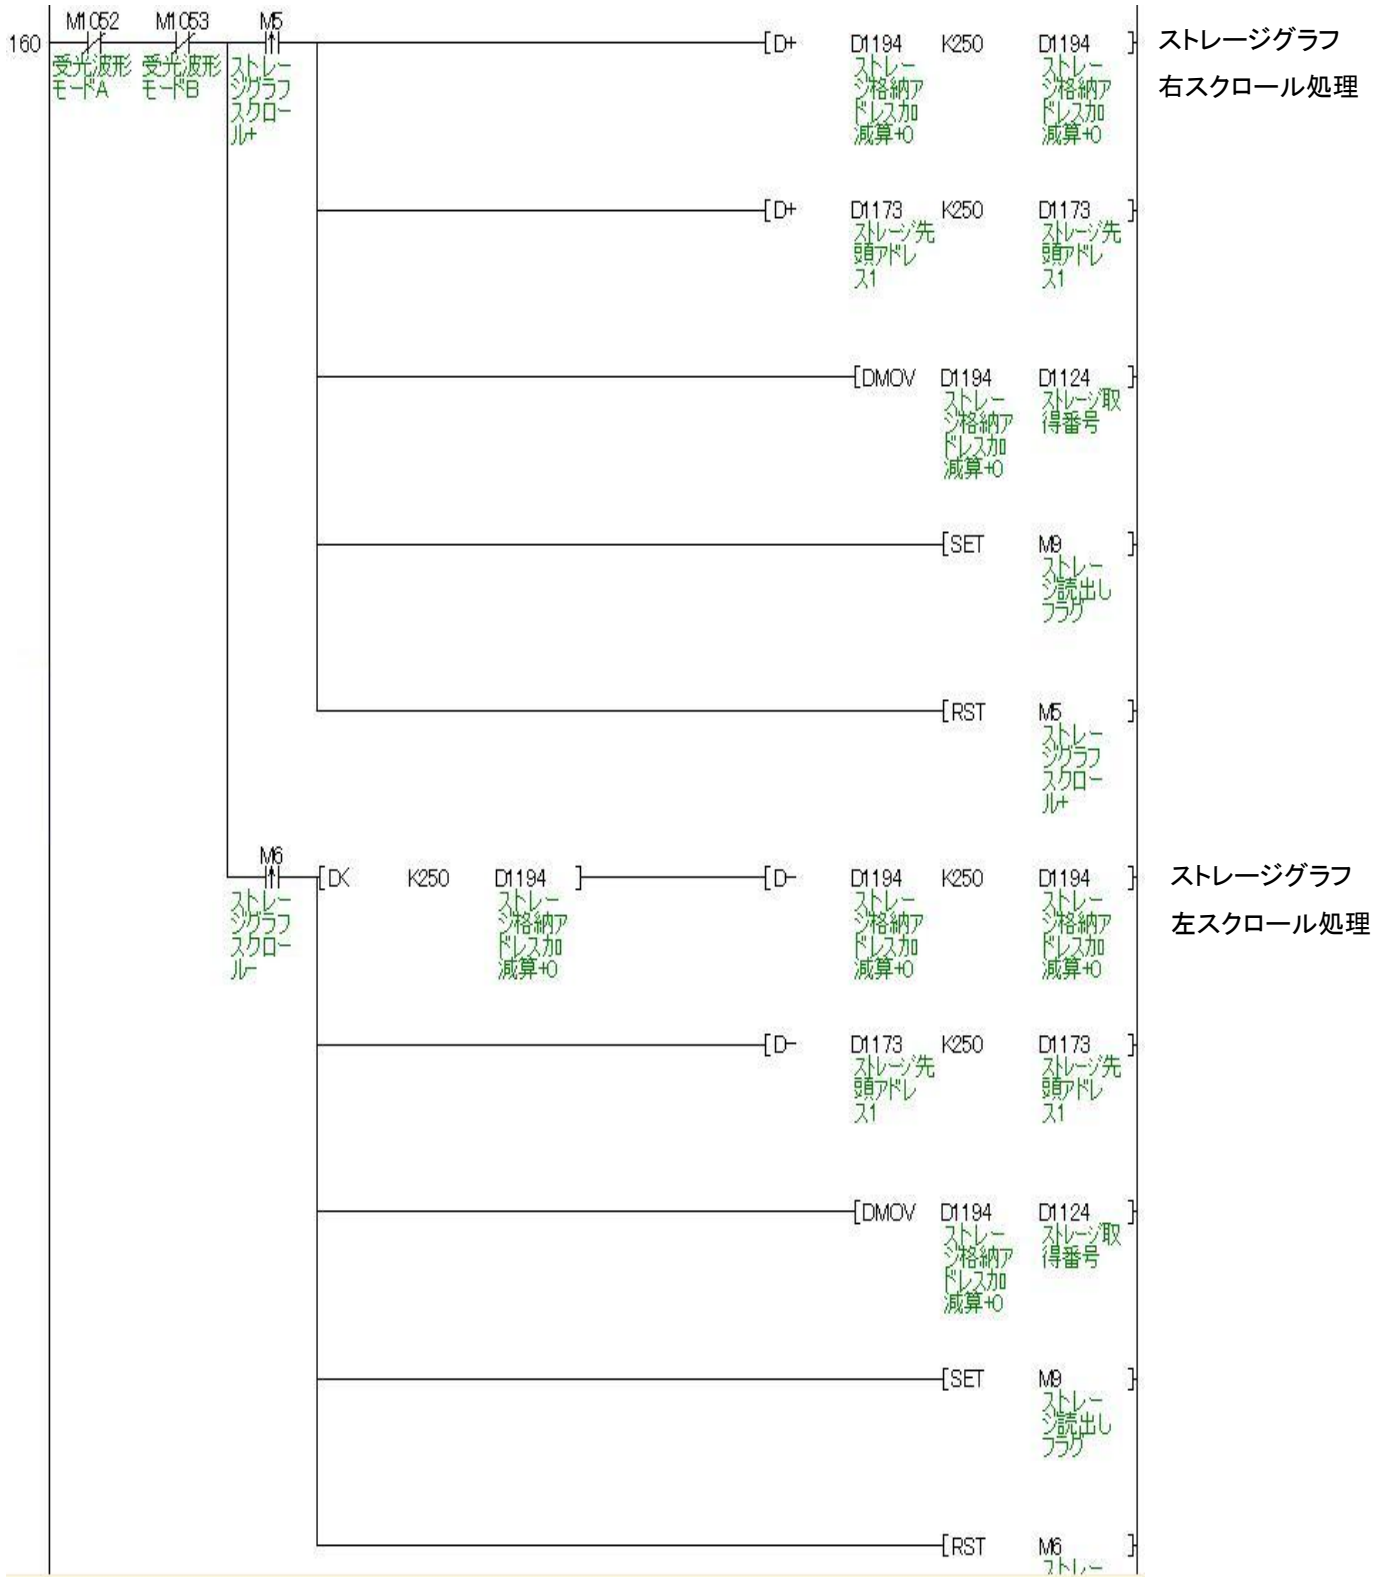 M1052 M1053 M5
160 [D+ D1194 K250 D1194 ] ストレージグラフ
受光波形 受光波形 ストレー ストレー ストレー 右スクロール処理
モードA モードB ジグラフ ジ格納ア ジ格納ア
スクロー ドレス加 ドレス加
ル+ 減算+0 減算+0
[D+ D1173 K250 D1173 ]
ストレージ先 ストレージ先
頭アドレ 頭アドレ
ス1 ス1
[DMOV D1194 D1124 ]
ストレー ストレージ取
ジ格納ア 得番号
ドレス加
減算+0
[SET M9 ]
ストレー
ジ読出し
フラグ
[RST M5 ]
ストレー
ジグラフ
スクロー
ル+
M6
[D< K250 D1194 ] [D- D1194 K250 D1194 ] ストレージグラフ
ストレー ストレー ストレー ストレー 左スクロール処理
ジグラフ ジ格納ア ジ格納ア ジ格納ア
スクロー ドレス加 ドレス加 ドレス加
ル- 減算+0 減算+0 減算+0
[D- D1173 K250 D1173 ]
ストレージ先 ストレージ先
頭アドレ 頭アドレ
ス1 ス1
[DMOV D1194 D1124 ]
ストレー ストレージ取
ジ格納ア 得番号
ドレス加
減算+0
[SET M9 ]
ストレー
ジ読出し
フラグ
[RST M6 ]
ストレー